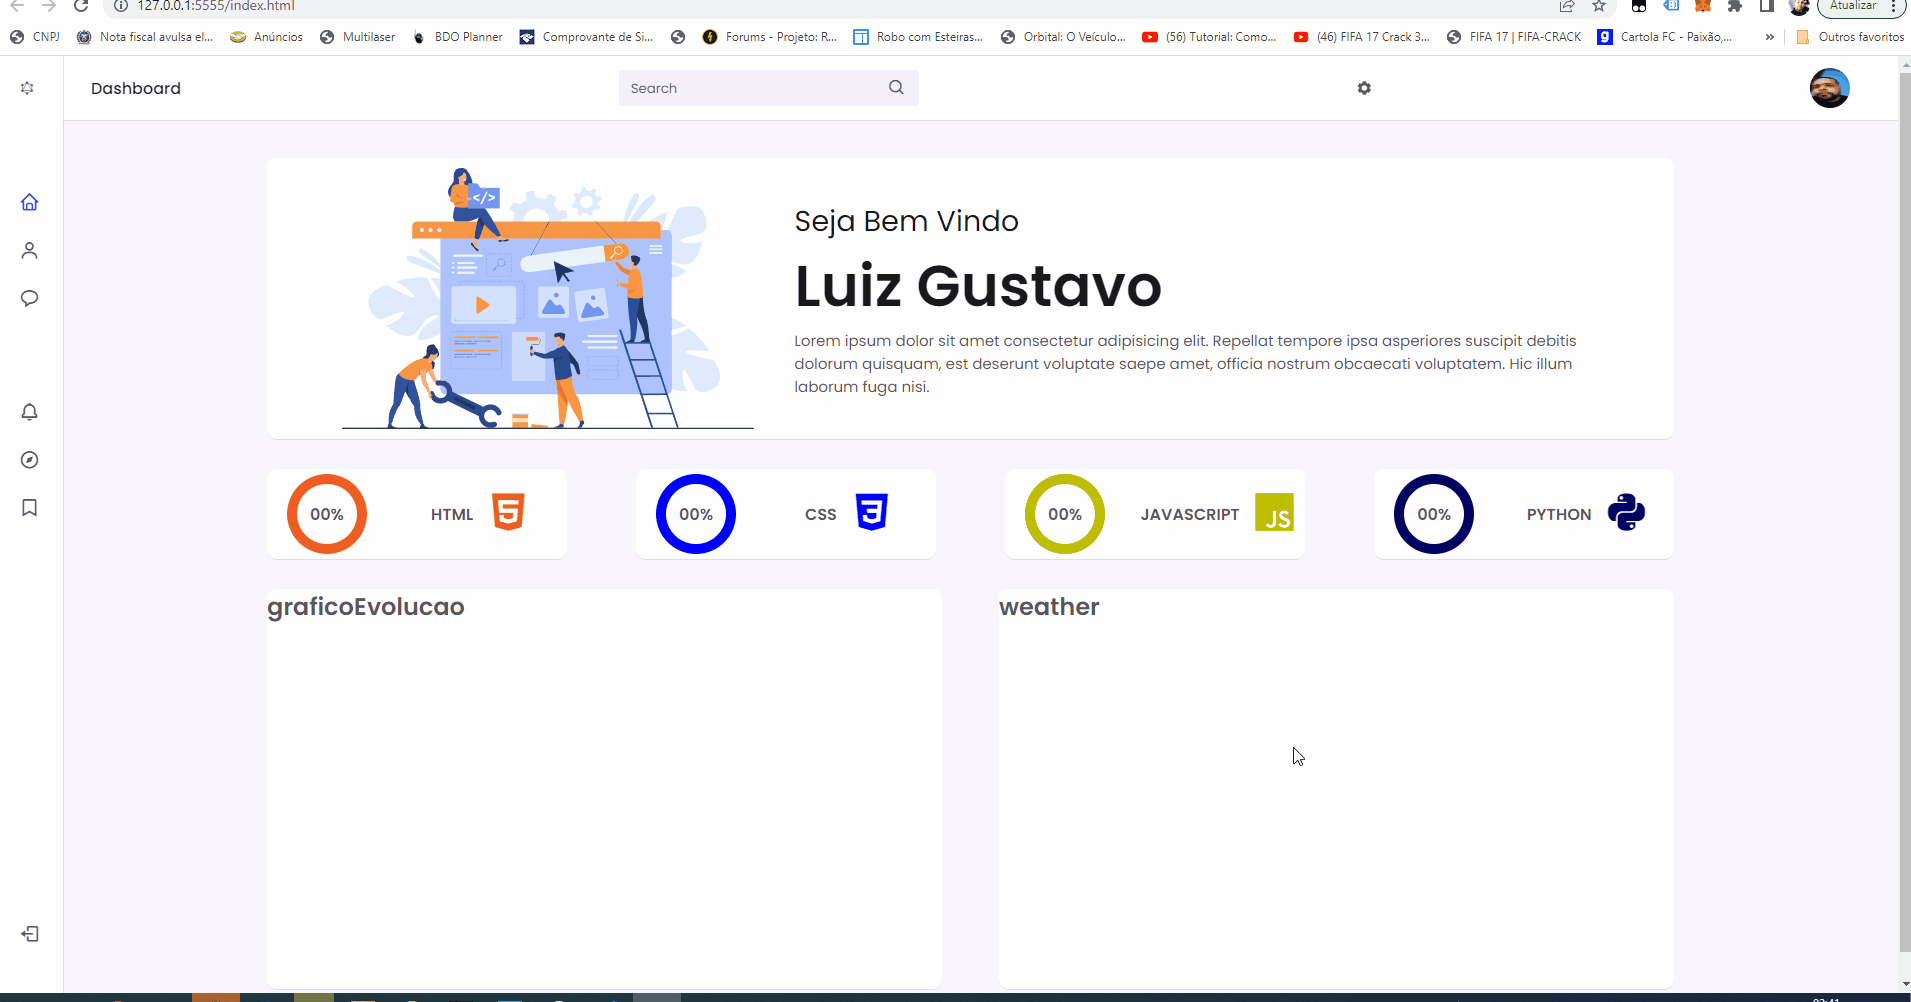 127.0.0.1:5555/index.html
Atualizar
CNPJ
Nota fiscal avulsa el...
Anúncios
Multilaser
BDO Planner
Comprovante de Si...
Forums - Projeto: R...
Robo com Esteiras...
Orbital: O Veículo...
(56) Tutorial: Como...
(46) FIFA 17 Crack 3...
FIFA 17 | FIFA-CRACK
g
Cartola FC - Paixão,...
»
Outros favoritos
Dashboard
Search
</>
Seja Bem Vindo
Luiz Gustavo
Lorem ipsum dolor sit amet consectetur adipisicing elit. Repellat tempore ipsa asperiores suscipit debitis
dolorum quisquam, est deserunt voluptate saepe amet, officia nostrum obcaecati voluptatem. Hic illum
laborum fuga nisi.
00%
HTML
5
00%
CSS
3
00%
JAVASCRIPT
JS
00%
PYTHON
graficoEvolucao
weather